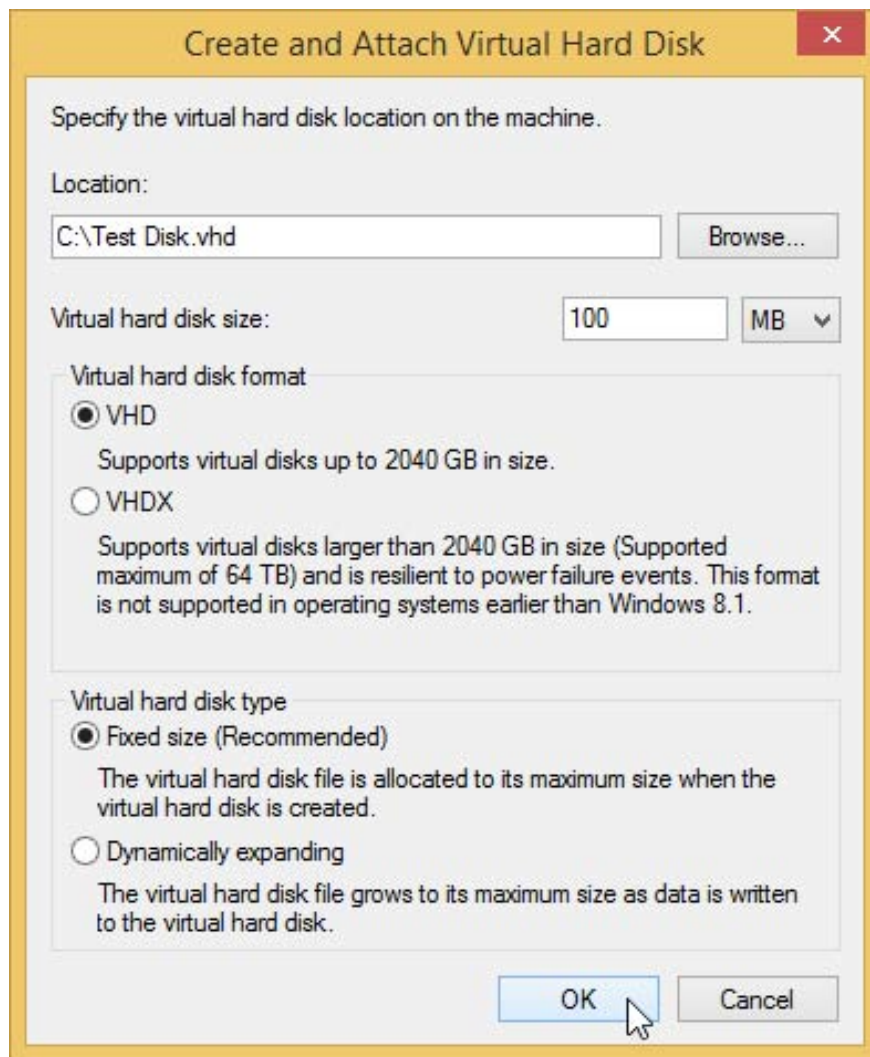 Create and Attach Virtual Hard Disk
Specify the virtual hard disk location on the machine.
Location:
C:\Test Disk.vhd
Browse...
Virtual hard disk size:
100
MB
Virtual hard disk format
VHD
Supports virtual disks up to 2040 GB in size.
VHDX
Supports virtual disks larger than 2040 GB in size (Supported
maximum of 64 TB) and is resilient to power failure events. This format
is not supported in operating systems earlier than Windows 8.1.
Virtual hard disk type
Fixed size (Recommended)
The virtual hard disk file is allocated to its maximum size when the
virtual hard disk is created.
Dynamically expanding
The virtual hard disk file grows to its maximum size as data is written
to the virtual hard disk.
OK
Cancel